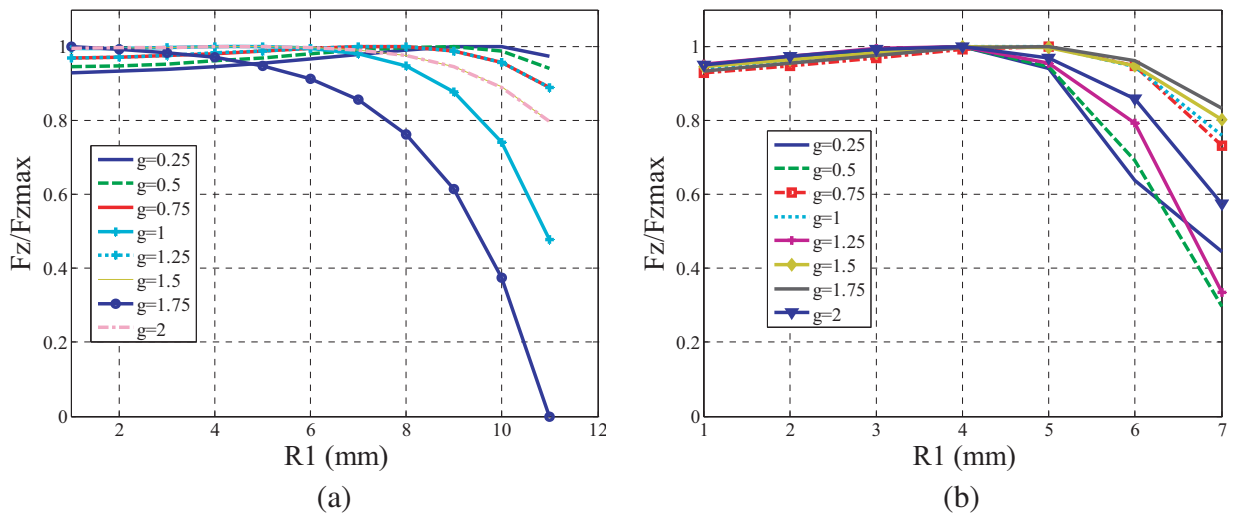 1
0.8
0.6
0.4
0.2
0
2 4 6 8 10 12
Fz/Fzmax
R1 (mm)
g=0.25
g=0.5
g=0.75
g=1
g=1.25
g=1.5
g=1.75
g=2
(a)
1
0.8
0.6
0.4
0.2
0
1 2 3 4 5 6 7
Fz/Fzmax
R1 (mm)
g=0.25
g=0.5
g=0.75
g=1
g=1.25
g=1.5
g=1.75
g=2
(b)